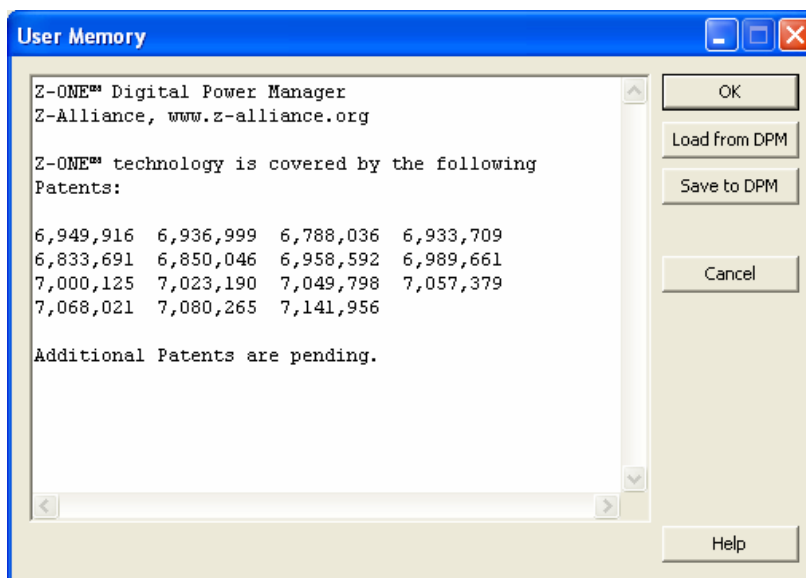 User Memory
Z-ONE™ Digital Power Manager
Z-Alliance, www.z-alliance.org
Z-ONE™ technology is covered by the following
Patents:
6,949,916 6,936,999 6,788,036 6,933,709
6,833,691 6,850,046 6,958,592 6,989,661
7,000,125 7,023,190 7,049,798 7,057,379
7,068,021 7,080,265 7,141,956
Additional Patents are pending.
OK
Load from DPM
Save to DPM
Cancel
Help